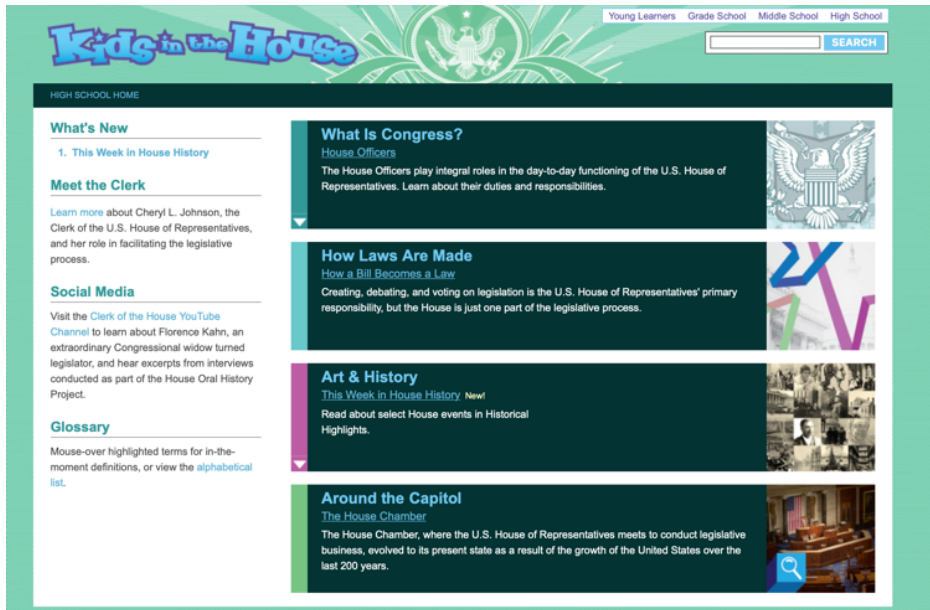 Kids in the House
Young Learners Grade School Middle School High School
SEARCH
HIGH SCHOOL HOME
What's New
1. This Week in House History
Meet the Clerk
Learn more about Cheryl L. Johnson, the
Clerk of the U.S. House of Representatives,
and her role in facilitating the legislative
process.
Social Media
Visit the Clerk of the House YouTube
Channel to learn about Florence Kahn, an
extraordinary Congressional widow turned
legislator, and hear excerpts from interviews
conducted as part of the House Oral History
Project.
Glossary
Mouse-over highlighted terms for in-the-
moment definitions, or view the alphabetical
list.
What Is Congress?
House Officers
The House Officers play integral roles in the day-to-day functioning of the U.S. House of
Representatives. Learn about their duties and responsibilities.
How Laws Are Made
How a Bill Becomes a Law
Creating, debating, and voting on legislation is the U.S. House of Representatives' primary
responsibility, but the House is just one part of the legislative process.
Art & History
This Week in House History New!
Read about select House events in Historical
Highlights.
Around the Capitol
The House Chamber
The House Chamber, where the U.S. House of Representatives meets to conduct legislative
business, evolved to its present state as a result of the growth of the United States over the
last 200 years.